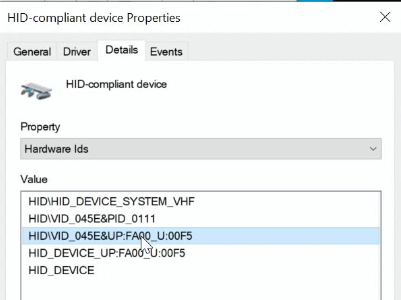 HID-compliant device Properties
General Driver Details Events
HID-compliant device
Property
Hardware Ids
Value
HID\HID_DEVICE_SYSTEM_VHF
HID\VID_045E&PID_0111
HID\VID_045E&UP:FA00_U:00F5
HID_DEVICE_UP:FA00_U:00F5
HID_DEVICE